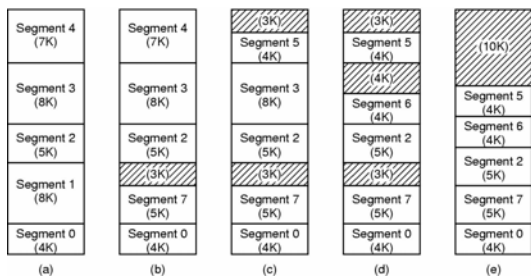 Segment 4
(7K)
Segment 3
(8K)
Segment 2
(5K)
Segment 1
(8K)
Segment 0
(4K)
(a)
Segment 4
(7K)
Segment 3
(8K)
Segment 2
(5K)
(3K)
Segment 7
(5K)
Segment 0
(4K)
(b)
(3K)
Segment 5
(4K)
Segment 3
(8K)
Segment 2
(5K)
(3K)
Segment 7
(5K)
Segment 0
(4K)
(c)
(3K)
Segment 5
(4K)
(4K)
Segment 6
(4K)
Segment 2
(5K)
(3K)
Segment 7
(5K)
Segment 0
(4K)
(d)
(10K)
Segment 5
(4K)
Segment 6
(4K)
Segment 2
(5K)
Segment 7
(5K)
Segment 0
(4K)
(e)